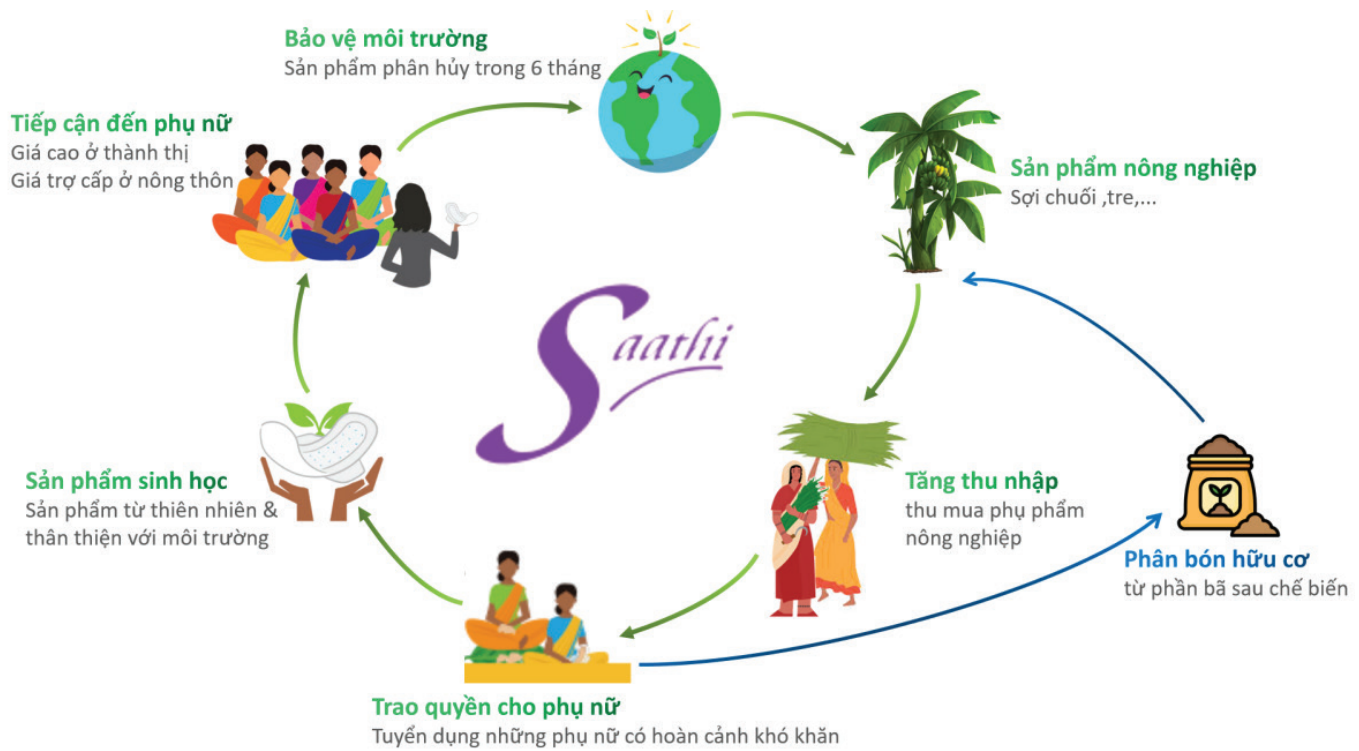 Bảo vệ môi trường
Sản phẩm phân hủy trong 6 tháng
Tiếp cận đến phụ nữ
Giá cao ở thành thị
Giá trợ cấp ở nông thôn
Sản phẩm nông nghiệp
Sợi chuối ,tre,...
Saathi
Sản phẩm sinh học
Sản phẩm từ thiên nhiên &
thân thiện với môi trường
Tăng thu nhập
thu mua phụ phẩm
nông nghiệp
Phân bón hữu cơ
từ phần bã sau chế biến
Trao quyền cho phụ nữ
Tuyển dụng những phụ nữ có hoàn cảnh khó khăn